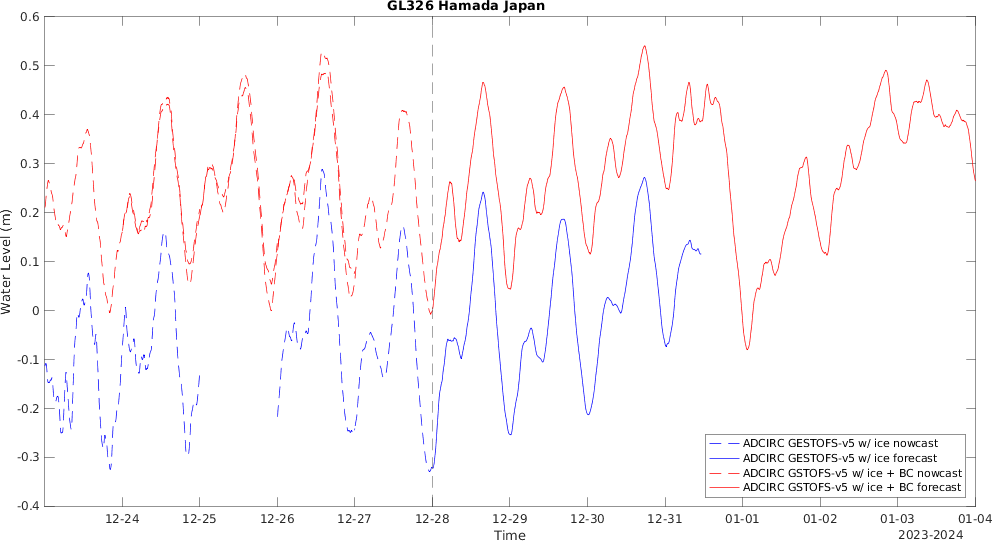 GL326 Hamada Japan
Water Level (m)
0.6
0.5
0.4
0.3
0.2
0.1
0
-0.1
-0.2
-0.3
-0.4
ADCIRC GESTOFS-v5 w/ ice nowcast
ADCIRC GESTOFS-v5 w/ ice forecast
ADCIRC GSTOFS-v5 w/ ice + BC nowcast
ADCIRC GSTOFS-v5 w/ ice + BC forecast
12-24 12-25 12-26 12-27 12-28 12-29 12-30 12-31 01-01 01-02 01-03 01-04
Time
2023-2024